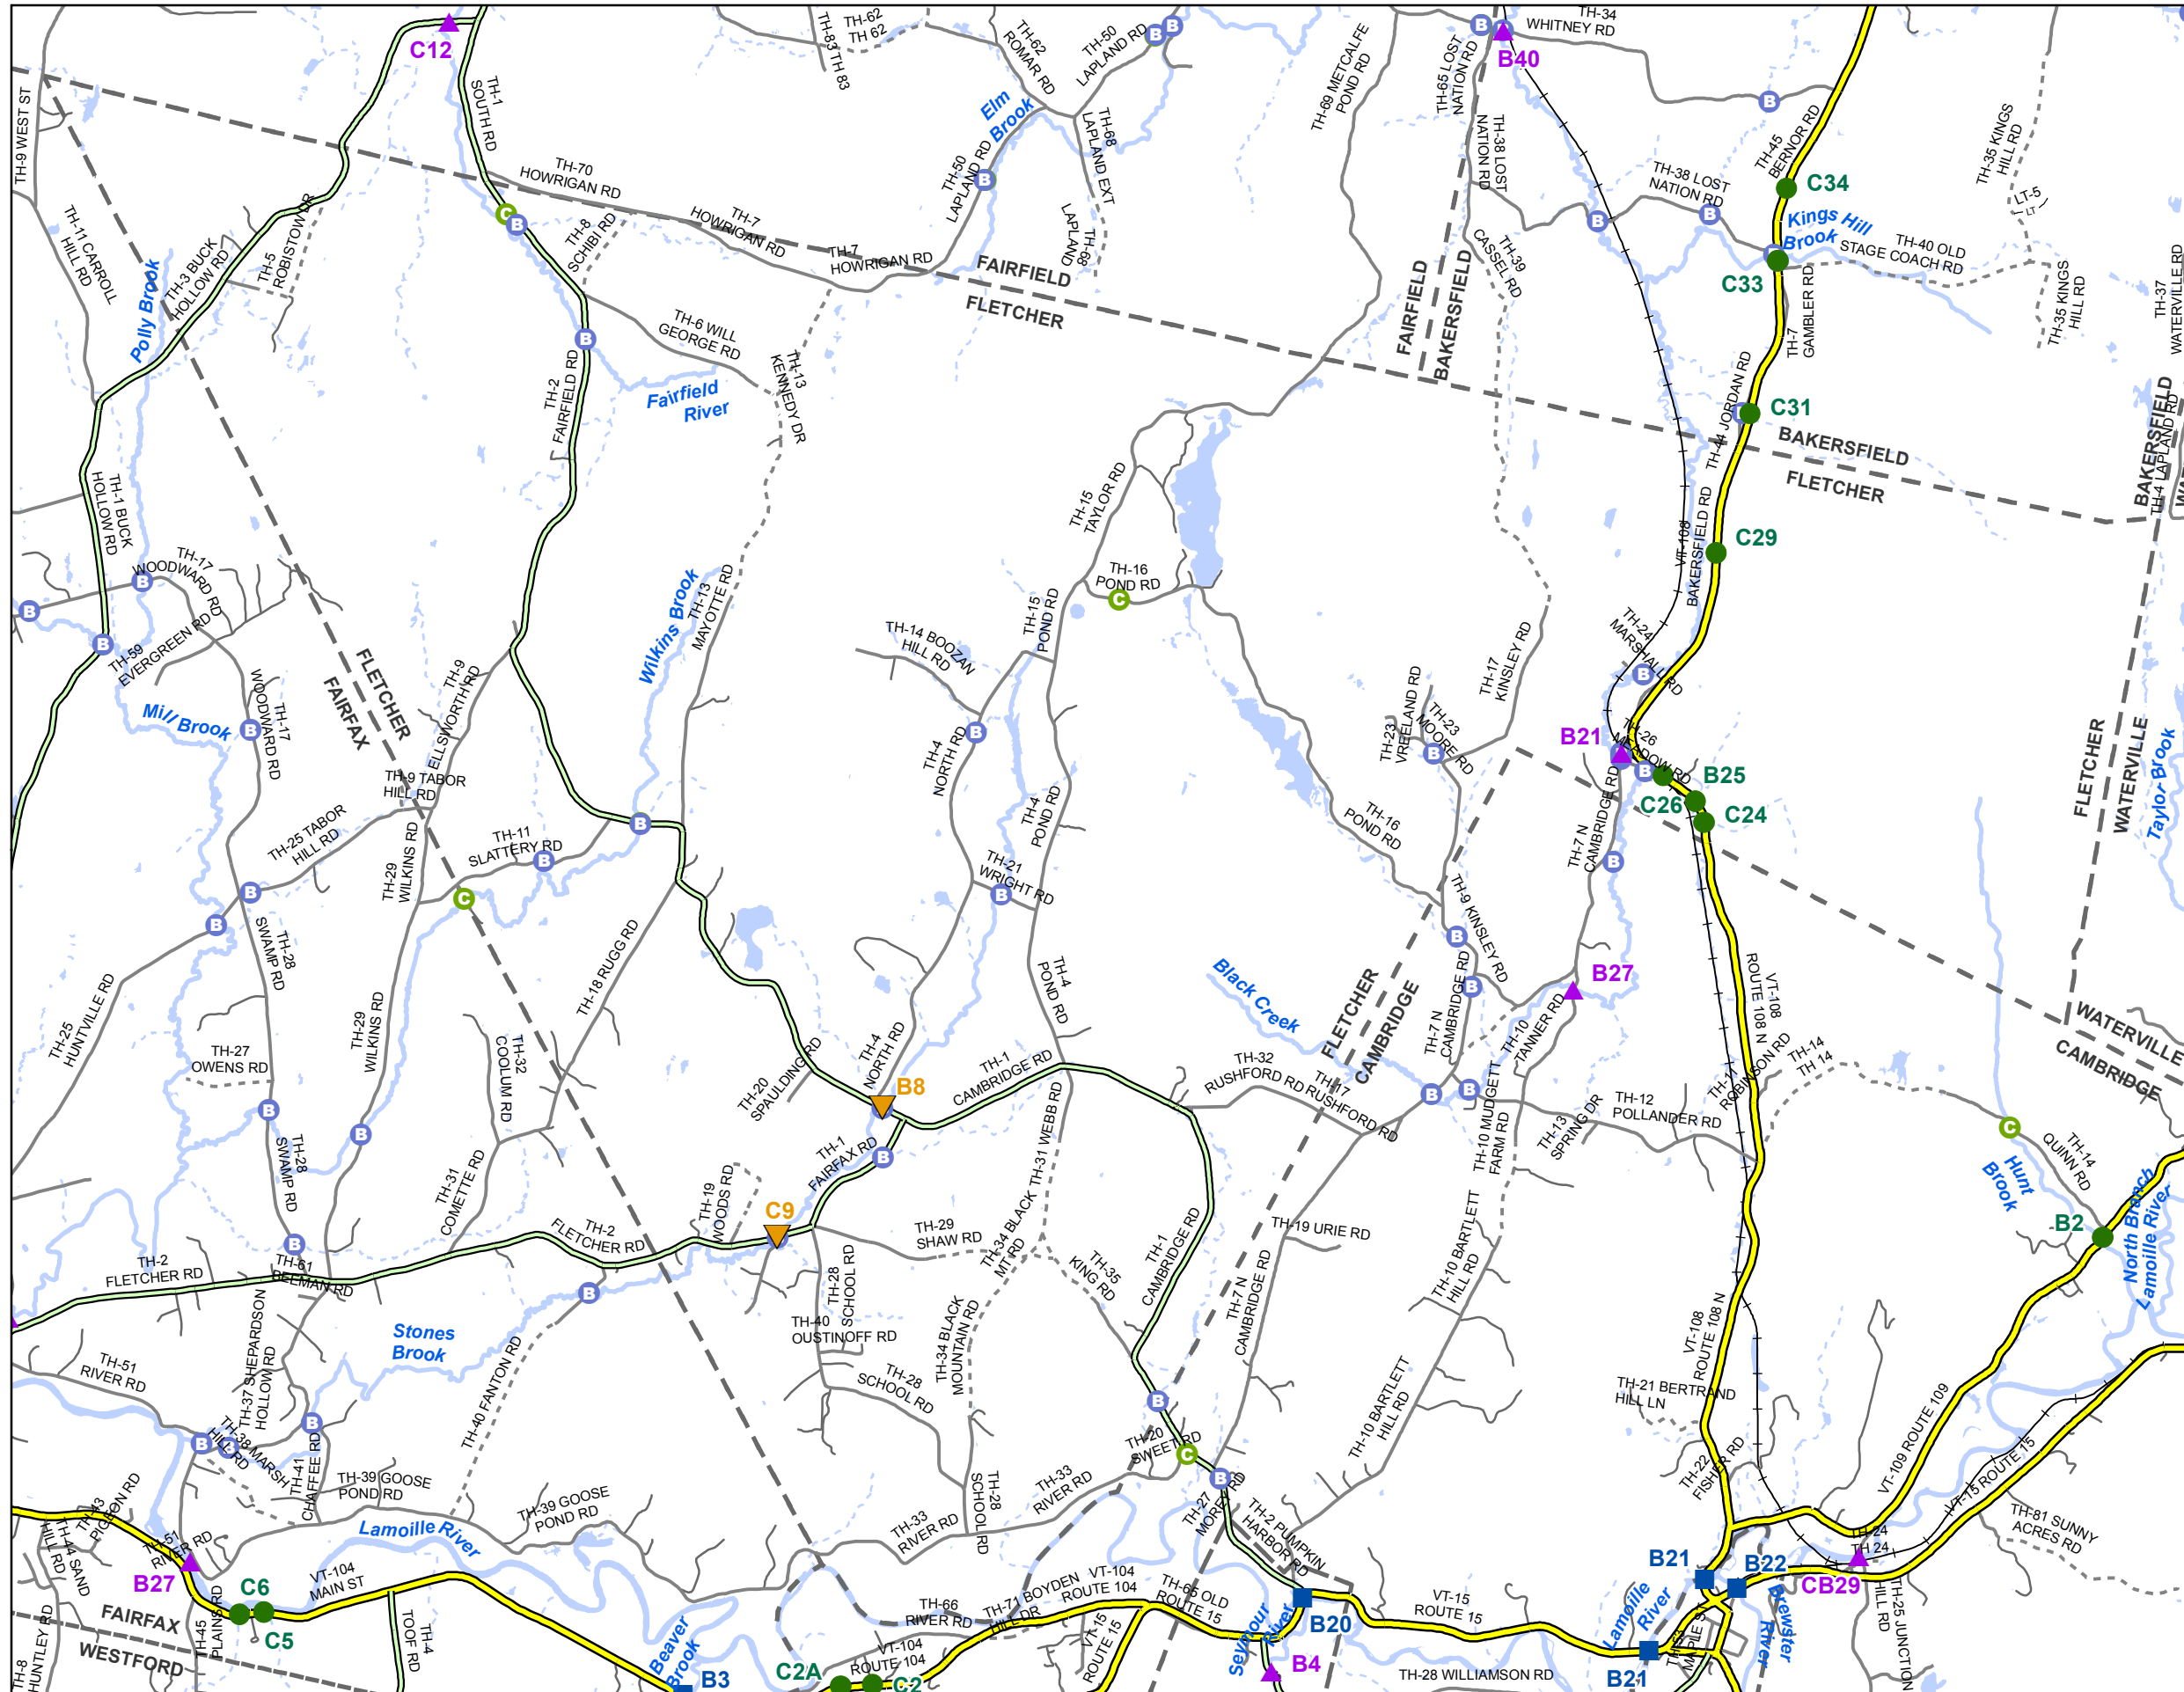 C12
TH-1
SOUTH RD
TH-83 TH 83
TH-62
TH 62
TH-62
ROMAR RD
TH-50
LAPLAND RD
B
B
TH-69 METCALFE
POND RD
TH-65 LOST
NATION RD
B
B40
TH-34
WHITNEY RD
B
TH-9 WEST ST
Elm
Brook
TH-68
LAPLAND EXT
TH-38 LOST
NATION RD
TH-45
BERNOR RD
TH-35 KINGS
HILL RD
TH-70
HOWRIGAN RD
TH-50
LAPLAND RD
B
TH-38 LOST
NATION RD
C34
LT-5
LT
TH-11 CARROLL
HILL RD
TH-3 BUCK
HOLLOW RD
TH-5
ROBISTOW DR
C
B
TH-8
SCHIBI RD
TH-7
HOWRIGAN RD
TH-7
HOWRIGAN RD
TH-68
LAPLAND
B
B
Kings Hill
Brook
TH-40 OLD
STAGE COACH RD
Polly Brook
FAIRFIELD
FLETCHER
FAIRFIELD
BAKERSFIELD
TH-39
CASSEL RD
C33
TH-7
GAMBLER RD
TH-35 KINGS
HILL RD
TH-37
WATERVILLE RD
B
TH-2
FAIRFIELD RD
TH-6 WILL
GEORGE RD
Fairfield
River
TH-13
KENNEDY DR
TH-44 JORDAN RD
C31
BAKERSFIELD
FLETCHER
BAKERSFIELD
TH-4 LAPLAND RD
TH-1 BUCK
HOLLOW RD
TH-15
TAYLOR RD
VT-108
BAKERSFIELD RD
C29
TH-17
WOODWARD RD
B
B
B
TH-59
EVERGREEN RD
Wilkins Brook
TH-13
MAYOTTE RD
TH-16
POND RD
C
TH-15
POND RD
TH-14 BOOZAN
HILL RD
TH-24
MARSHALL RD
B
TH-17
KINSLEY RD
FLETCHER
FAIRFAX
TH-9
ELLSWORTH RD
Mill Brook
B
TH-17
WOODWARD RD
TH-4
NORTH RD
B
TH-23
VREELAND RD
TH-23
MOORE RD
B
B21
TH-26
MEADOW RD
B
B25
C26
C24
FLETCHER
WATERVILLE
Taylor Brook
TH-9 TABOR
HILL RD
TH-25 TABOR
HILL RD
TH-29
WILKINS RD
TH-11
SLATTERY RD
B
B
TH-4
POND RD
TH-16
POND RD
TH-7 N
CAMBRIDGE RD
B
B
B
C
TH-21
WRIGHT RD
B
TH-9 KINSLEY RD
B
TH-28
SWAMP RD
TH-18 RUGG RD
TH-4
POND RD
Black Creek
B
B27
TH-25
HUNTVILLE RD
TH-29
WILKINS RD
TH-32
COOLUM RD
TH-27
OWENS RD
FLETCHER
CAMBRIDGE
TH-7 N
CAMBRIDGE RD
TH-10
TANNER RD
VT-108
ROUTE 108 N
TH-14
TH 14
WATERVILLE
CAMBRIDGE
B
B
TH-20
SPAULDING RD
TH-4
NORTH RD
B8
TH-1
CAMBRIDGE RD
TH-32
RUSHFORD RD
TH-17
RUSHFORD RD
B
B
TH-10 MUDGETT
FARM RD
TH-13
SPRING DR
TH-12
POLLANDER RD
TH-11
ROBINSON RD
C
TH-14
QUINN RD
Hunt
Brook
TH-28
SWAMP RD
TH-31
COMETTE RD
TH-1
FAIRFAX RD
B
TH-31 WEBB RD
TH-19
WOODS RD
C9
TH-29
SHAW RD
TH-34 BLACK
MT RD
TH-35
KING RD
TH-1
CAMBRIDGE RD
TH-19 URIE RD
B2
North Branch
Lamoille River
B
TH-2
FLETCHER RD
TH-61
BEEMAN RD
TH-2
FLETCHER RD
B
TH-28
SCHOOL RD
TH-40
OUSTINOFF RD
TH-34 BLACK
MOUNTAIN RD
TH-7 N
CAMBRIDGE RD
TH-10 BARTLETT
HILL RD
VT-108
ROUTE 108 N
TH-51
RIVER RD
TH-37 SHEPARDSON
HOLLOW RD
Stones
Brook
TH-28
SCHOOL RD
B
TH-21 BERTRAND
HILL LN
B
B
TH-38 MARSH
HILL RD
B
TH-41
CHAFFEE RD
TH-40 FANTON RD
TH-10 BARTLETT
HILL RD
TH-20
SWEET RD
C
B
TH-22
FISHER RD
VT-109 ROUTE 109
VT-15 ROUTE 15
TH-43
PIGEON RD
TH-39 GOOSE
POND RD
TH-39 GOOSE
POND RD
TH-33
RIVER RD
TH-33
RIVER RD
TH-28
SCHOOL RD
TH-27
MOREY RD
TH-2 PUMPKIN
HARBOR RD
TH-81 SUNNY
ACRES RD
TH-44 SAND
HILL RD
TH-51
RIVER RD
B27
Lamoille River
C6
C5
VT-104
MAIN ST
TH-66
RIVER RD
TH-71 BOYDEN
HILL DR
VT-104
ROUTE 104
TH-65 OLD
ROUTE 15
B20
VT-15
ROUTE 15
B21
B22
TH-24
TH 24
CB29
FAIRFAX
WESTFORD
TH-8
HUNTLEY RD
TH-45
PLAINS RD
TH-4
TOOF RD
Beaver
Brook
B3
C2A
C2
VT-104
ROUTE 104
VT-15
ROUTE 15
Seymour
River
B4
TH-28 WILLIAMSON RD
Lamoille
River
B21
TH-53
MAPLE ST
Brewster
River
TH-25 JUNCTION
HILL RD